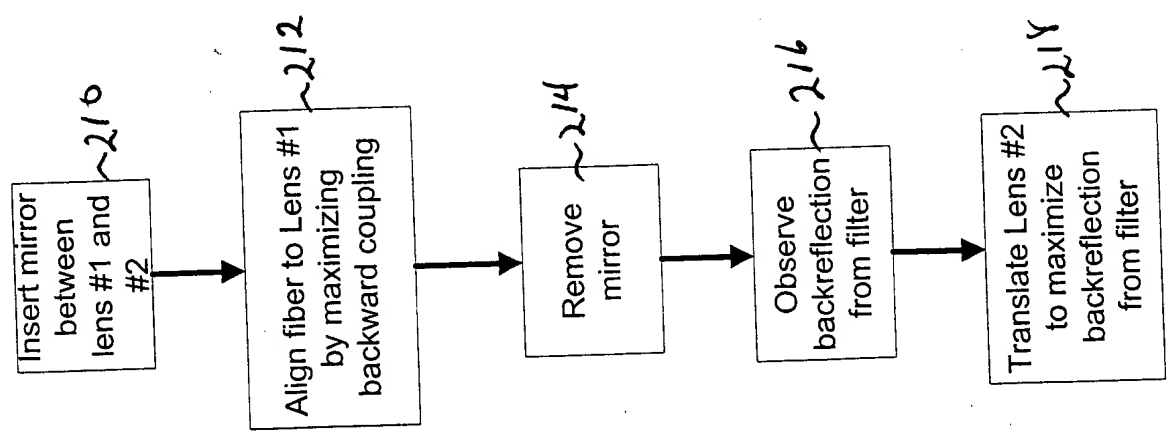 Insert mirror
between
lens #1 and
#2
210
Align fiber to Lens #1
by maximizing
backward coupling
212
Remove
mirror
214
Observe
backreflection
from filter
216
Translate Lens #2
to maximize
backreflection
from filter
218